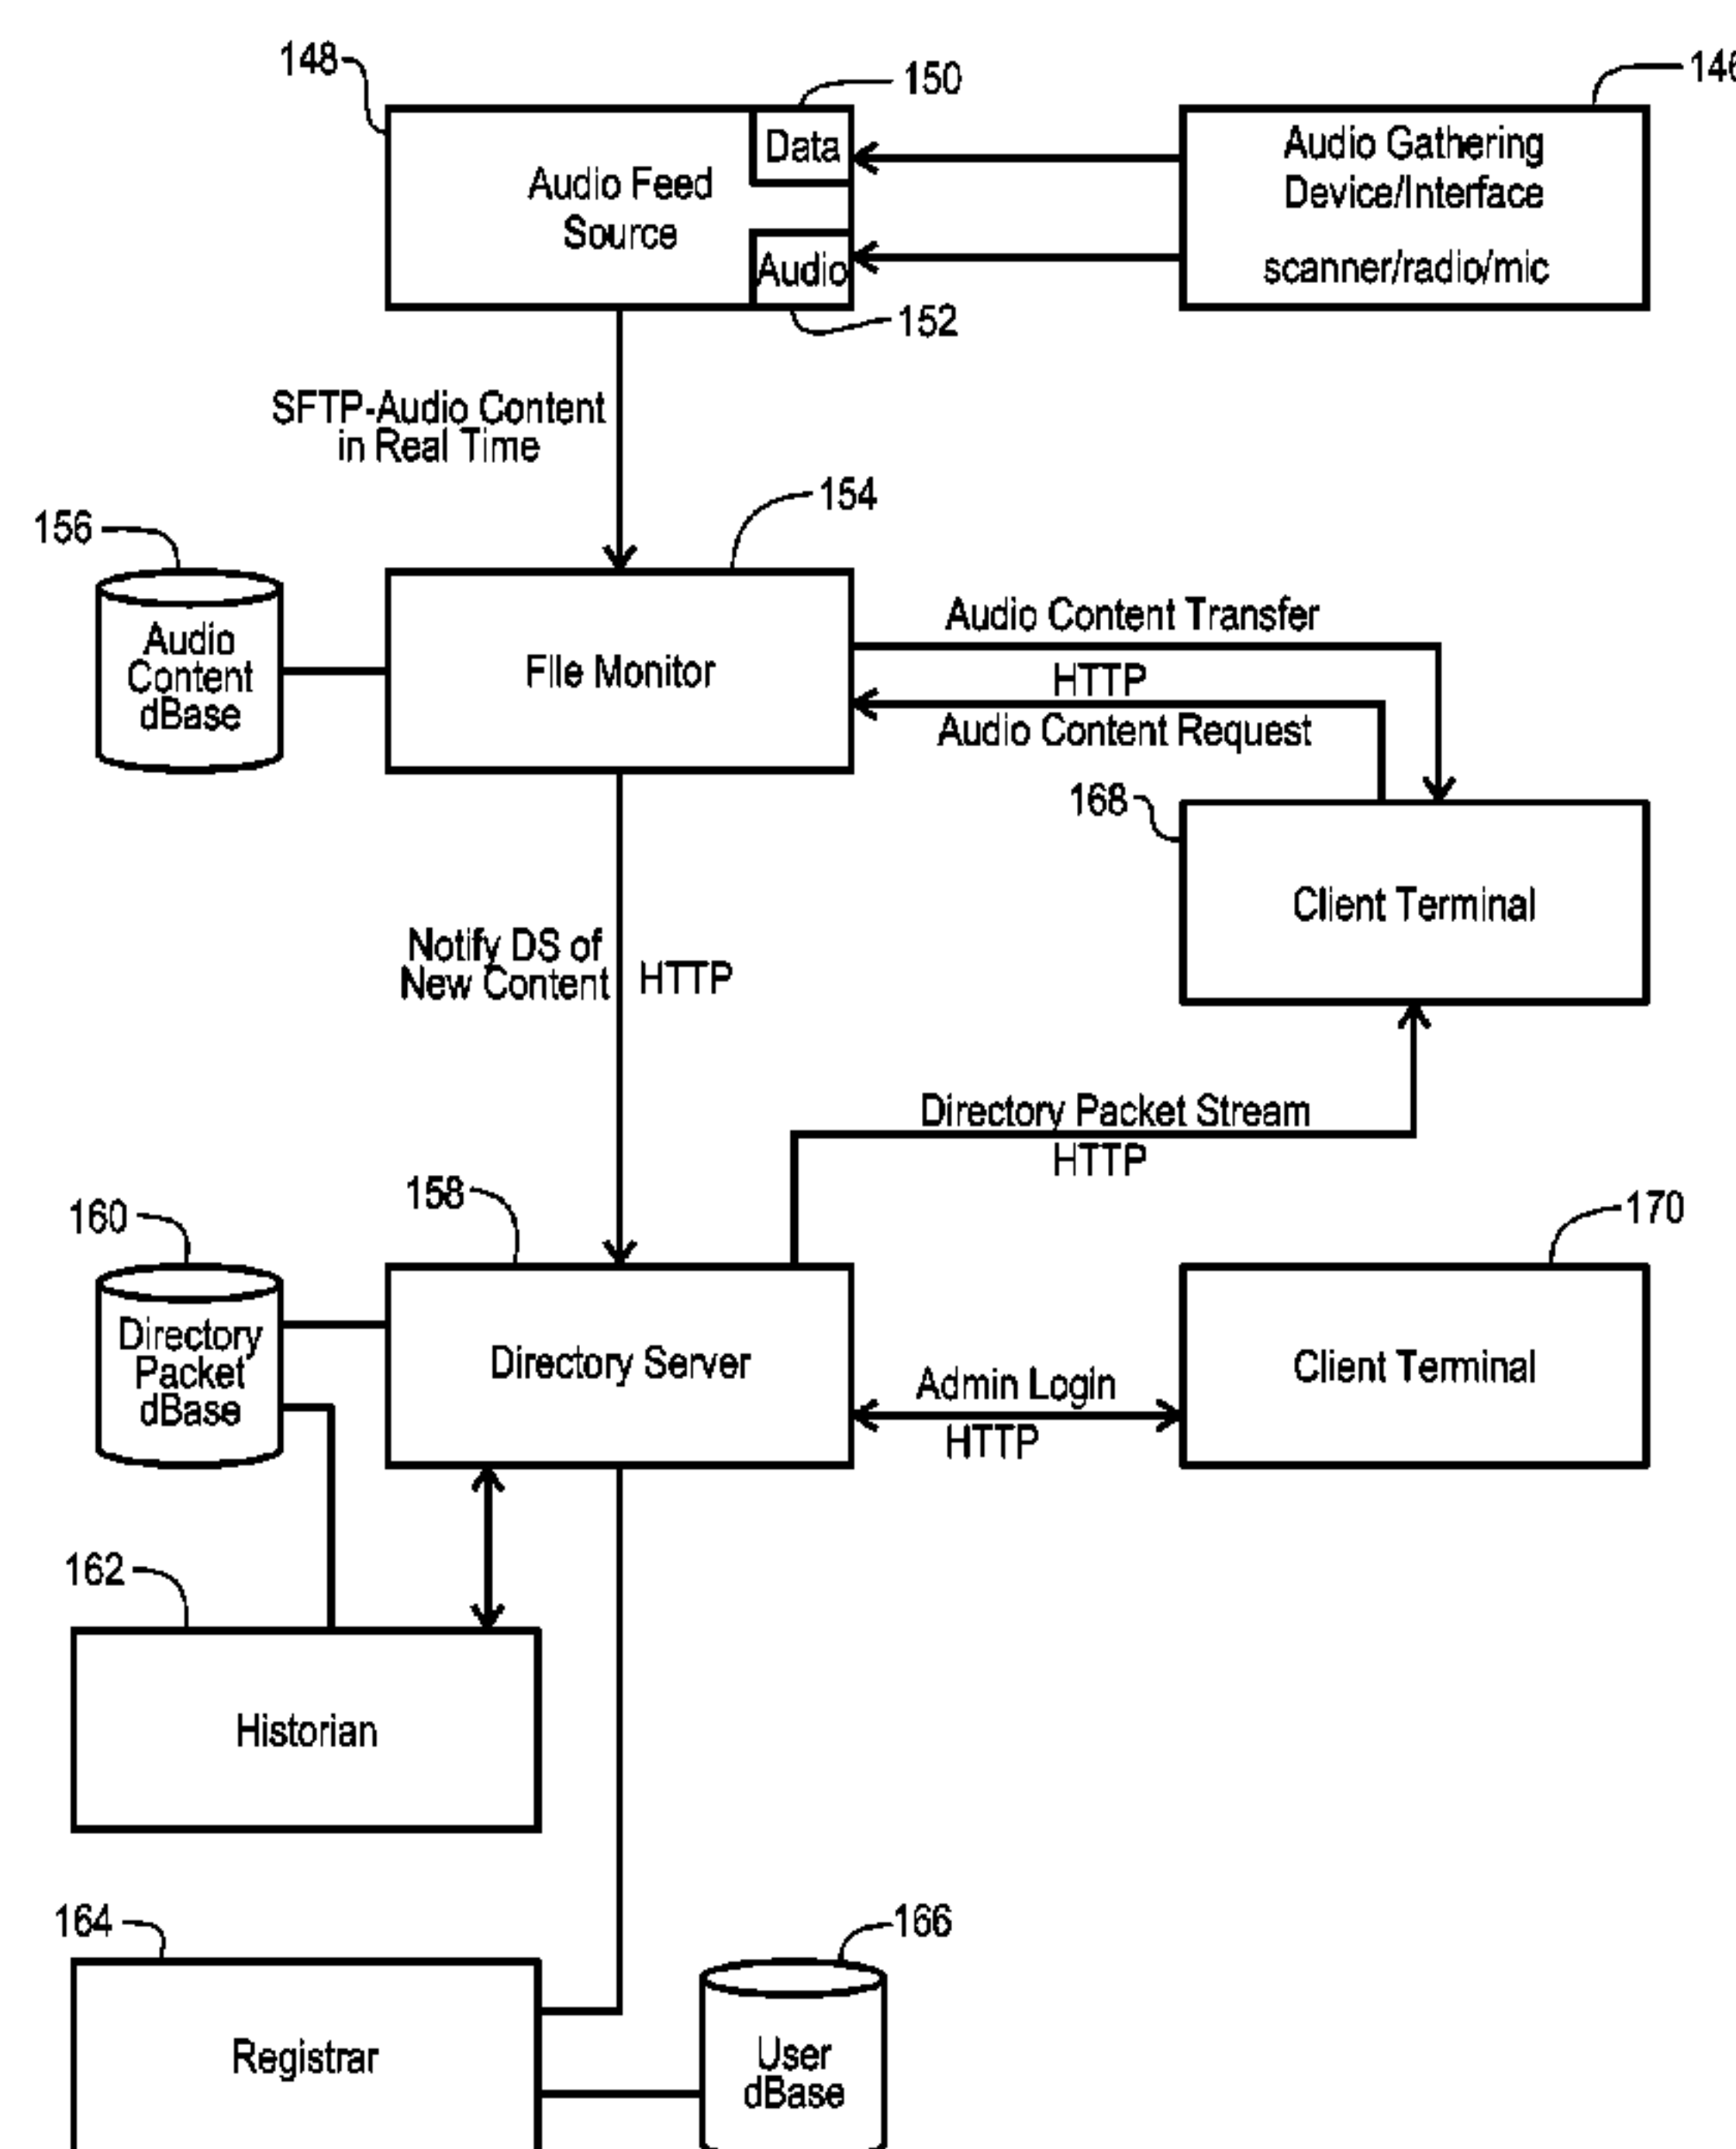 148
150
146
Data
Audio Feed
Source
Audio
152
Audio Gathering
Device/Interface
scanner/radio/mic
SFTP-Audio Content
in Real Time
154
156
Audio
Content
dBase
File Monitor
Audio Content Transfer
HTTP
Audio Content Request
168
Client Terminal
Notify DS of
New Content
HTTP
Directory Packet Stream
HTTP
158
160
170
Directory
Packet
dBase
Directory Server
Admin Login
HTTP
Client Terminal
162
Historian
164
166
Registrar
User
dBase